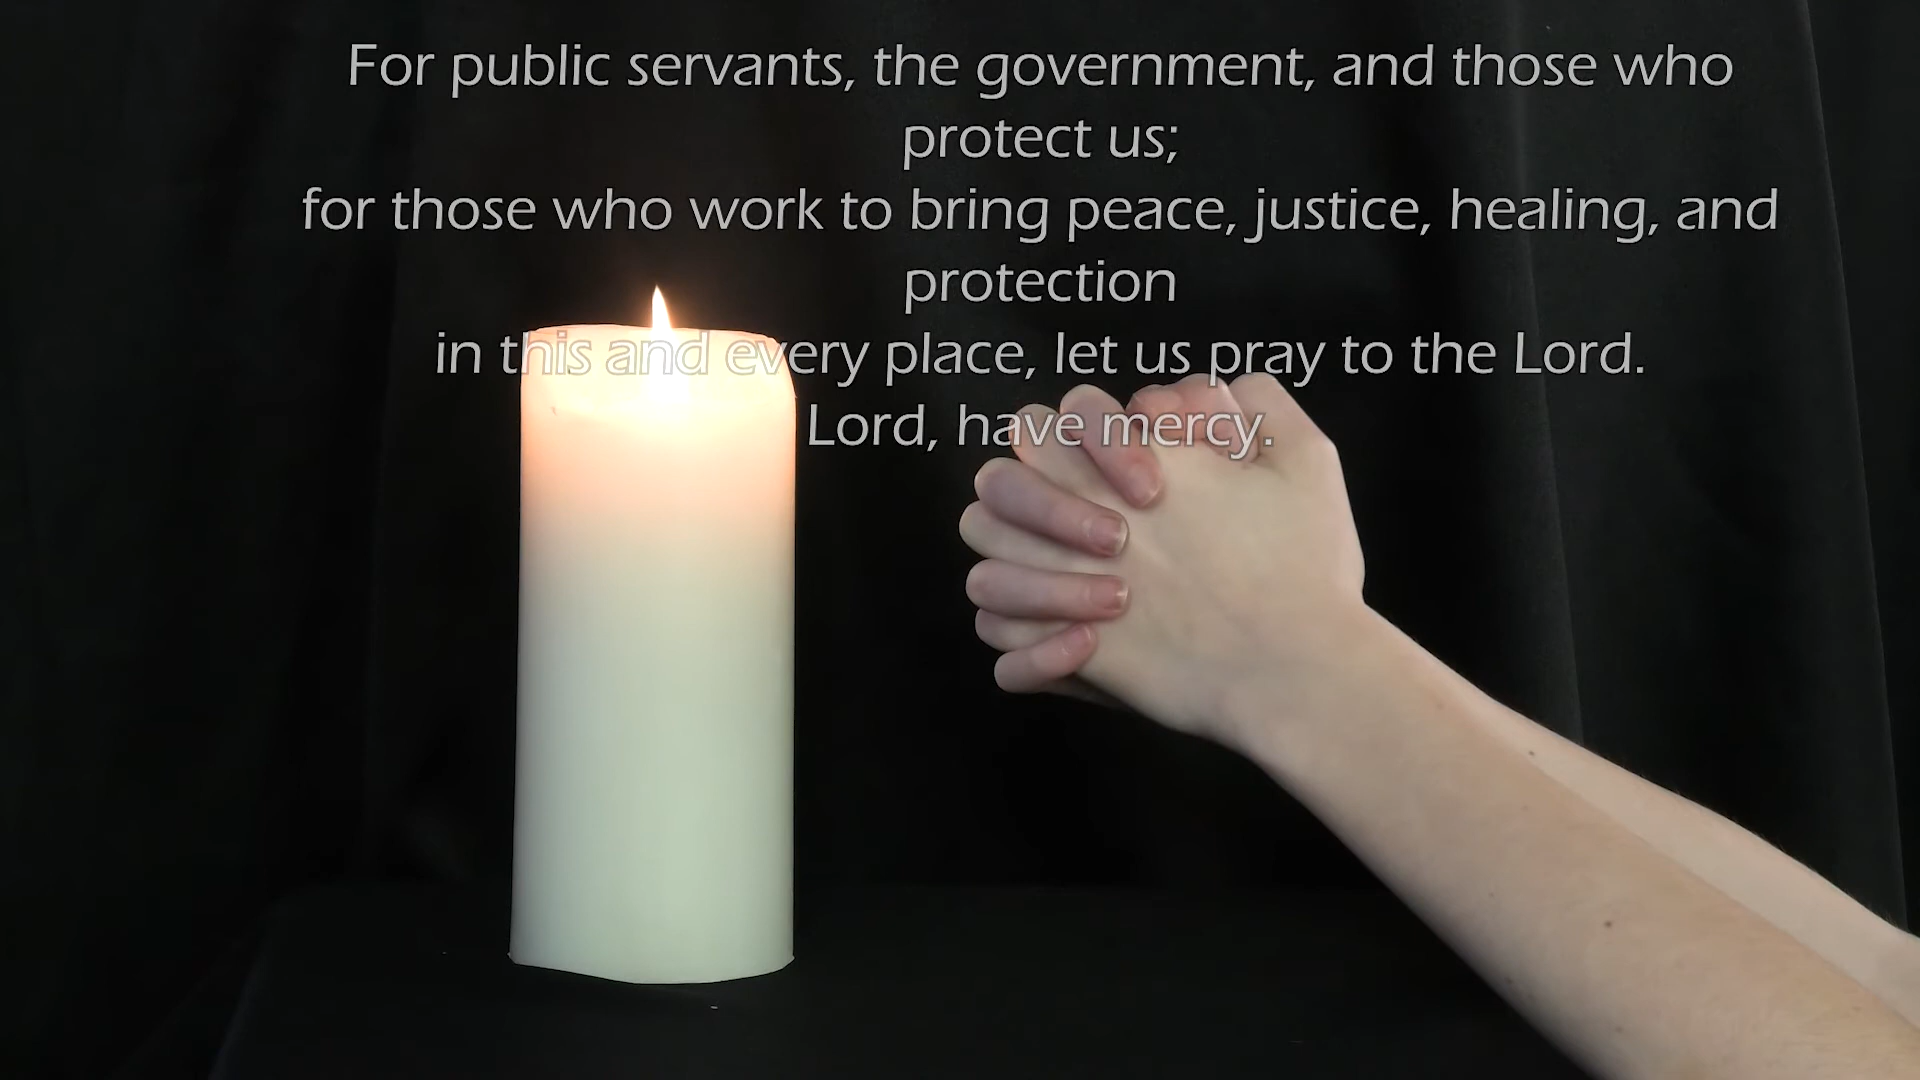 For public servants, the government, and those who
protect us;
for those who work to bring peace, justice, healing, and
protection
in this and every place, let us pray to the Lord.
Lord, have mercy.